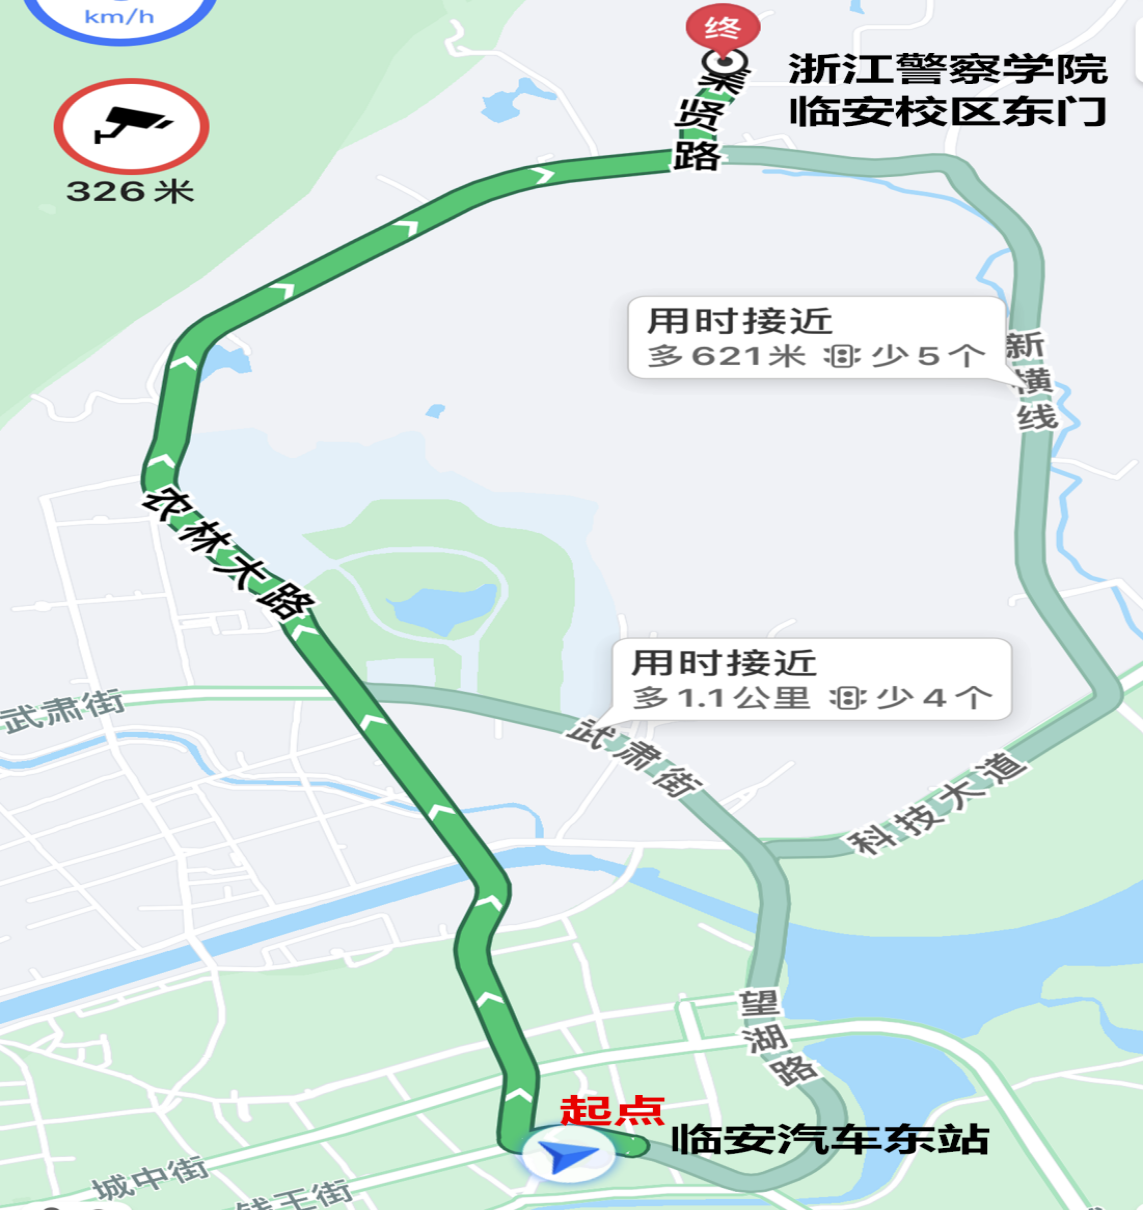 km/h
终
浙江警察学院
临安校区东门
集贤路
326米
用时接近
多621米 少5个
新横线
农林大路
用时接近
多1.1公里 少4个
武肃街
武肃街
科技大道
望湖路
起点
临安汽车东站
城中街
钱王街